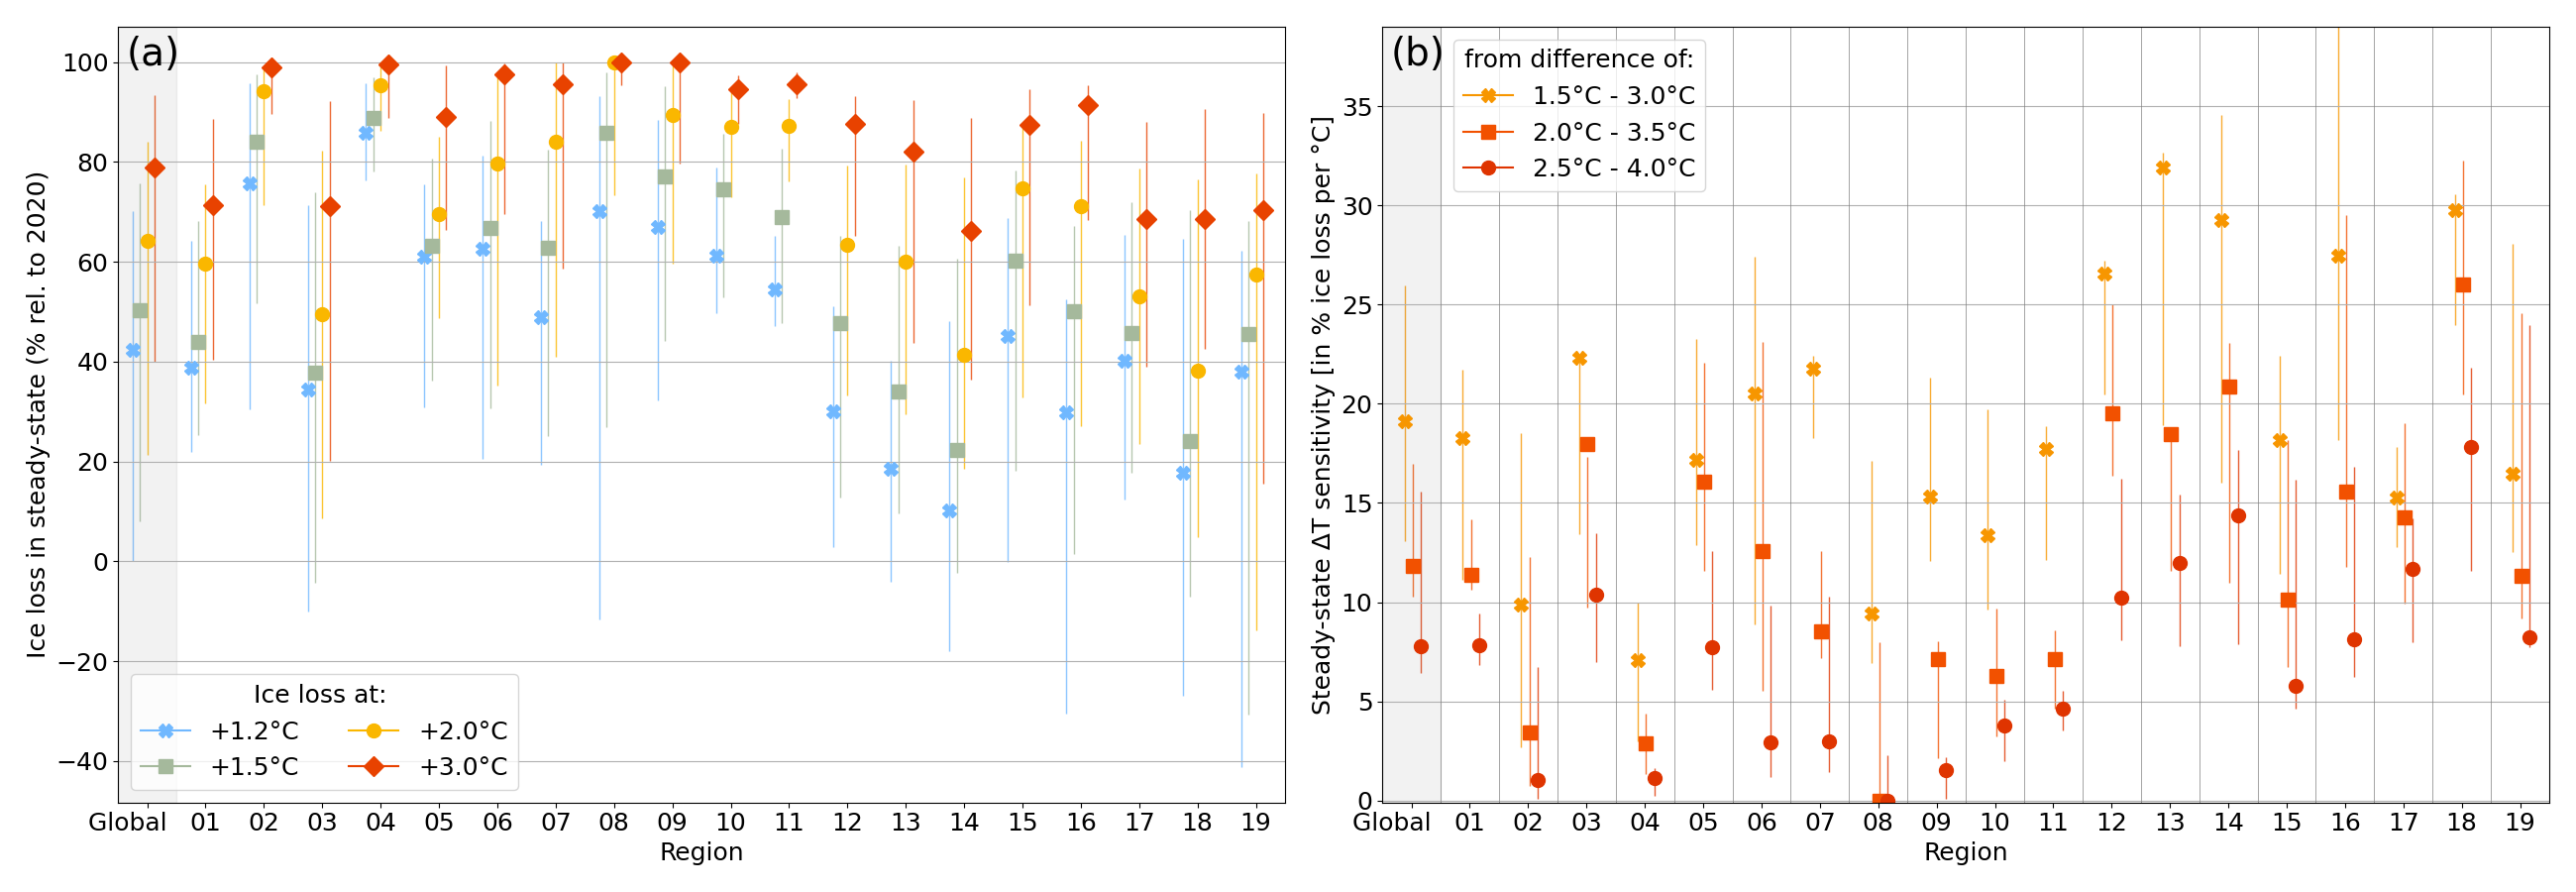 (a)
Ice loss in steady-state (% rel. to 2020)
100
80
60
40
20
0
−20
−40
Ice loss at:
+1.2°C
+2.0°C
+1.5°C
+3.0°C
Global 01 02 03 04 05 06 07 08 09 10 11 12 13 14 15 16 17 18 19
Region
(b)
Steady-state ΔT sensitivity [in % ice loss per °C]
35
30
25
20
15
10
5
0
from difference of:
1.5°C - 3.0°C
2.0°C - 3.5°C
2.5°C - 4.0°C
Global 01 02 03 04 05 06 07 08 09 10 11 12 13 14 15 16 17 18 19
Region